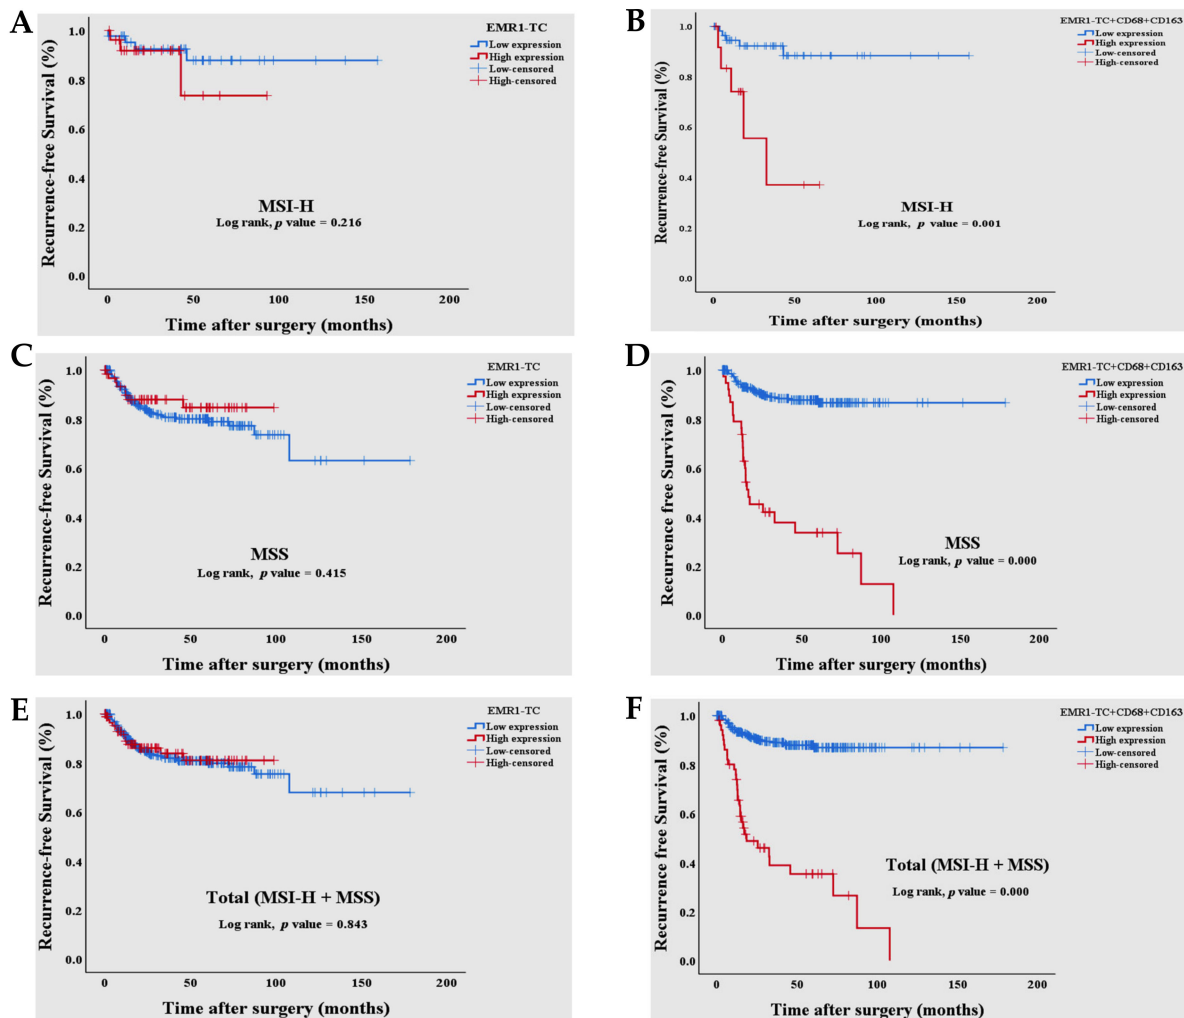 A
EMR1-TC
Low expression
High expression
Low-censored
High-censored
Recurrence-free Survival (%)
1.0
0.8
0.6
0.4
0.2
0.0
MSI-H
Log rank, p value = 0.216
0 50 100 150 200
Time after surgery (months)
B
EMR1-TC+CD68+CD163
Low expression
High expression
Low-censored
High-censored
Recurrence-free Survival (%)
1.0
0.8
0.6
0.4
0.2
0.0
MSI-H
Log rank, p value = 0.001
0 50 100 150 200
Time after surgery (months)
C
EMR1-TC
Low expression
High expression
Low-censored
High-censored
Recurrence-free Survival (%)
1.0
0.8
0.6
0.4
0.2
0.0
MSS
Log rank, p value = 0.415
0 50 100 150 200
Time after surgery (months)
D
EMR1-TC+CD68+CD163
Low expression
High expression
Low-censored
High-censored
Recurrence free Survival (%)
1.0
0.8
0.6
0.4
0.2
0.0
MSS
Log rank, p value = 0.000
0 50 100 150 200
Time after surgery (months)
E
EMR1-TC
Low expression
High expression
Low-censored
High-censored
Recurrence-free Survival (%)
1.0
0.8
0.6
0.4
0.2
0.0
Total (MSI-H + MSS)
Log rank, p value = 0.843
0 50 100 150 200
Time after surgery (months)
F
EMR1-TC+CD68+CD163
Low expression
High expression
Low-censored
High-censored
Recurrence free Survival (%)
1.0
0.8
0.6
0.4
0.2
0.0
Total (MSI-H + MSS)
Log rank, p value = 0.000
0 50 100 150 200
Time after surgery (months)